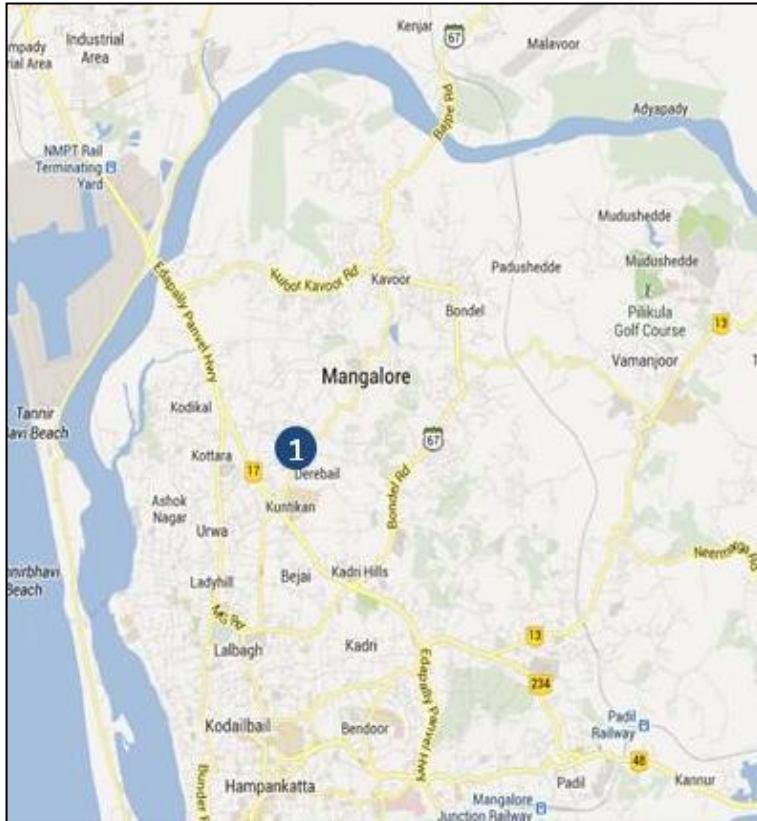 Kenjar
67
Industrial
Area
Malavoor
Bajpe Rd
Adyapady
NMPT Rail
Terminating
Yard
Mudushedde
Mudushedde
Padushedde
Kavoor
Edapally Panvel Hwy
Bondel
Pilikula
Golf Course
13
Vamanjoor
Mangalore
Kodikal
Tannir
Beach
67
1
Kottara
17
Derebail
Bondel Rd
Ashok
Nagar
Kuntikan
Urwa
Beach
Ladyhill
Bejai
Kadri Hills
MG Rd
13
Lalbagh
Kadri
234
Edapally Panvel Hwy
Padil
Railway
Kodailbail
Bendoor
48
Hampankatta
Padil
Kannur
Mangalore
Junction Railway